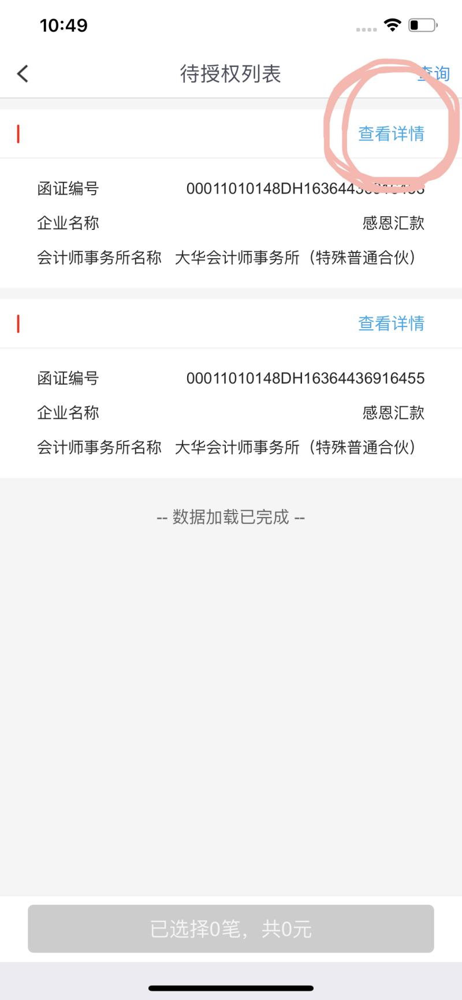 10:49
待授权列表
查询
查看详情
函证编号 00011010148DH16364436916455
企业名称 感恩汇款
会计师事务所名称 大华会计师事务所（特殊普通合伙）
查看详情
函证编号 00011010148DH16364436916455
企业名称 感恩汇款
会计师事务所名称 大华会计师事务所（特殊普通合伙）
-- 数据加载已完成 --
已选择0笔，共0元